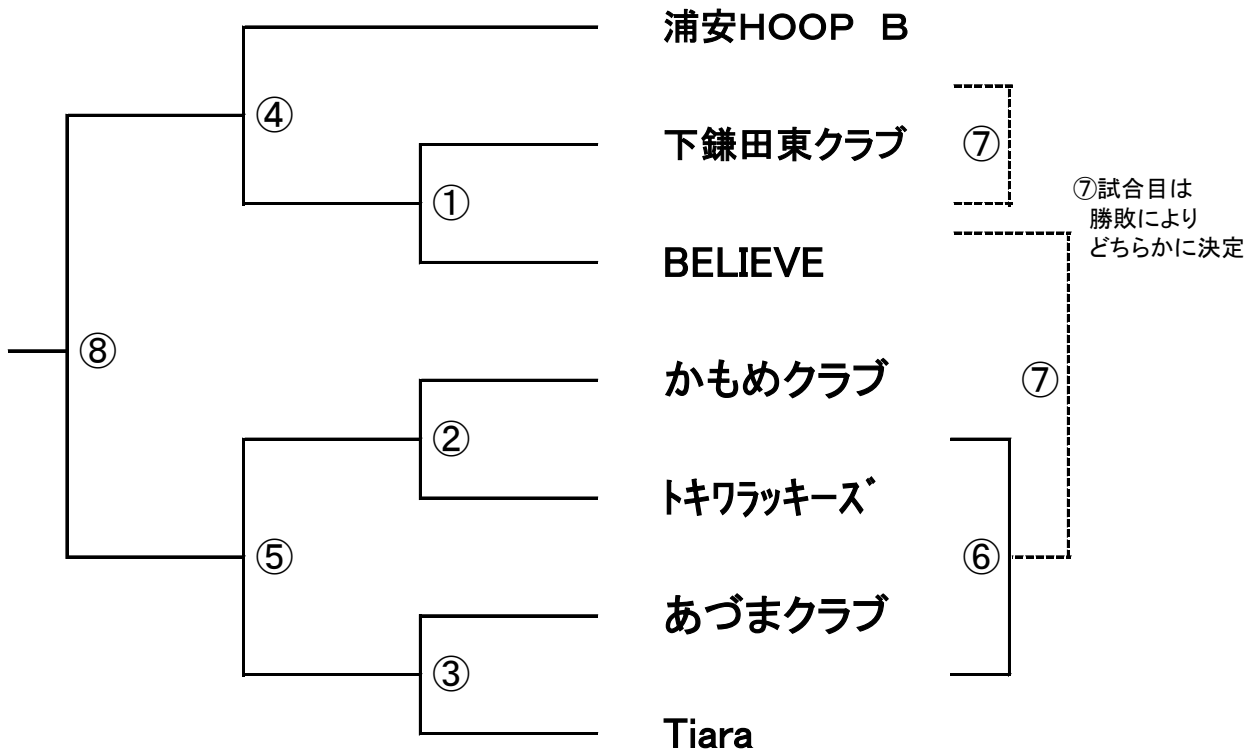 浦安HOOP B
④
下鎌田東クラブ
⑦
⑦試合目は
勝敗により
どちらかに決定
①
BELIEVE
⑧
かもめクラブ
⑦
②
ﾄｷﾜﾗｯｷｰｽﾞ
⑤
⑥
あづまクラブ
③
Tiara